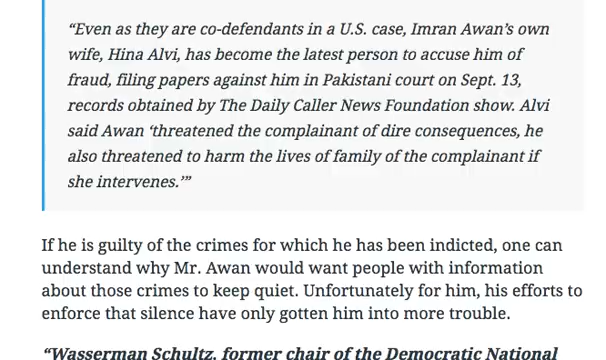 “Even as they are co-defendants in a U.S. case, Imran Awan’s own
wife, Hina Alvi, has become the latest person to accuse him of
fraud, filing papers against him in Pakistani court on Sept. 13,
records obtained by The Daily Caller News Foundation show. Alvi
said Awan ‘threatened the complainant of dire consequences, he
also threatened to harm the lives of family of the complainant if
she intervenes.’”
If he is guilty of the crimes for which he has been indicted, one can
understand why Mr. Awan would want people with information
about those crimes to keep quiet. Unfortunately for him, his efforts to
enforce that silence have only gotten him into more trouble.
“Wasserman Schultz, former chair of the Democratic National